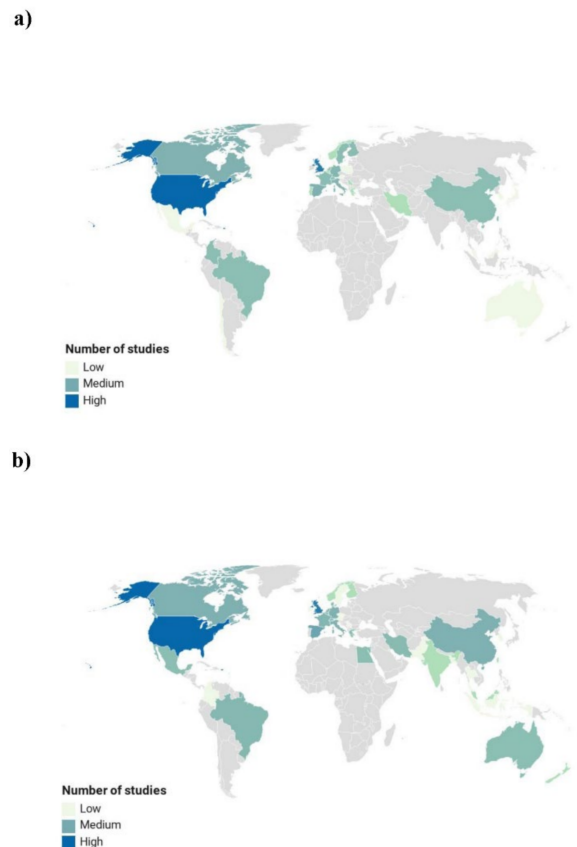 a)
Number of studies
Low
Medium
High
b)
Number of studies
Low
Medium
High